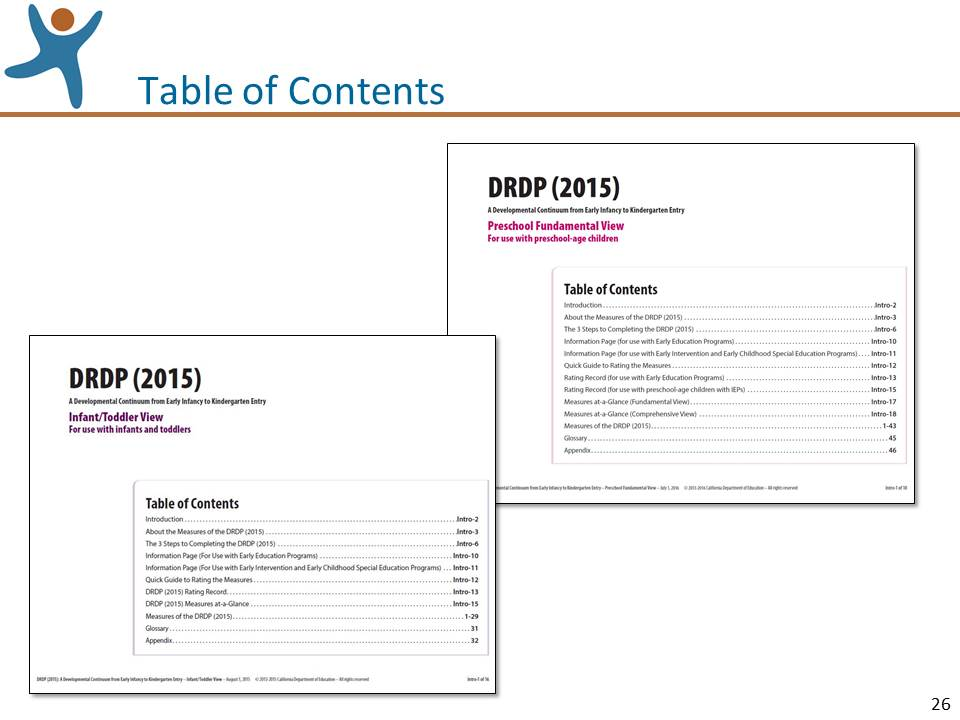 Table of Contents
DRDP (2015)
A Developmental Continuum from Early Infancy to Kindergarten Entry
Preschool Fundamental View
For use with preschool-age children
Table of Contents
Introduction Intro-2
About the Measures of the DRDP (2015) Intro-3
The 3 Steps to Completing the DRDP (2015) Intro-6
Information Page (for use with Early Education Programs) Intro-10
Information Page (for use with Early Intervention and Early Childhood Special Education Programs) Intro-11
Quick Guide to Rating the Measures Intro-12
Rating Record (for use with Early Education Programs) Intro-13
Rating Record (for use with preschool-age children with IEPs) Intro-15
Measures at-a-Glance (Fundamental View) Intro-17
Measures at-a-Glance (Comprehensive View) Intro-18
Measures of the DRDP (2015) 1-43
Glossary 45
Appendix 46
Continuum from Early Infancy to Kindergarten Entry – Preschool Fundamental View – July 1, 2016 © 2013-2016 California Department of Education – All rights reserved Intro-1 of 18
DRDP (2015)
A Developmental Continuum from Early Infancy to Kindergarten Entry
Infant/Toddler View
For use with infants and toddlers
Table of Contents
Introduction Intro-2
About the Measures of the DRDP (2015) Intro-3
The 3 Steps to Completing the DRDP (2015) Intro-6
Information Page (For Use with Early Education Programs) Intro-10
Information Page (For Use with Early Intervention and Early Childhood Special Education Programs) Intro-11
Quick Guide to Rating the Measures Intro-12
DRDP (2015) Rating Record Intro-13
DRDP (2015) Measures at-a-Glance Intro-15
Measures of the DRDP (2015) 1-29
Glossary 31
Appendix 32
DRDP (2015): A Developmental Continuum from Early Infancy to Kindergarten Entry – Infant/Toddler View – August 1, 2015 © 2013-2015 California Department of Education – All rights reserved Intro-1 of 16
26